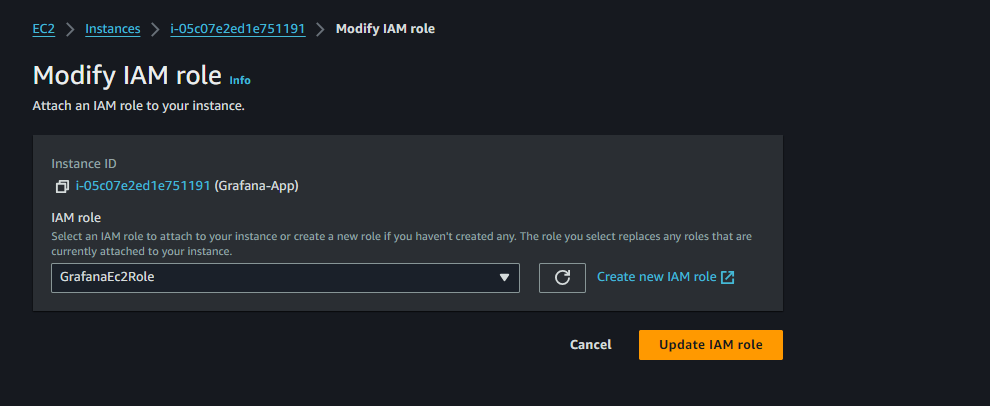 EC2 > Instances > i-05c07e2ed1e751191 > Modify IAM role
Modify IAM role Info
Attach an IAM role to your instance.
Instance ID
i-05c07e2ed1e751191 (Grafana-App)
IAM role
Select an IAM role to attach to your instance or create a new role if you haven't created any. The role you select replaces any roles that are
currently attached to your instance.
GrafanaEc2Role
Create new IAM role
Cancel
Update IAM role